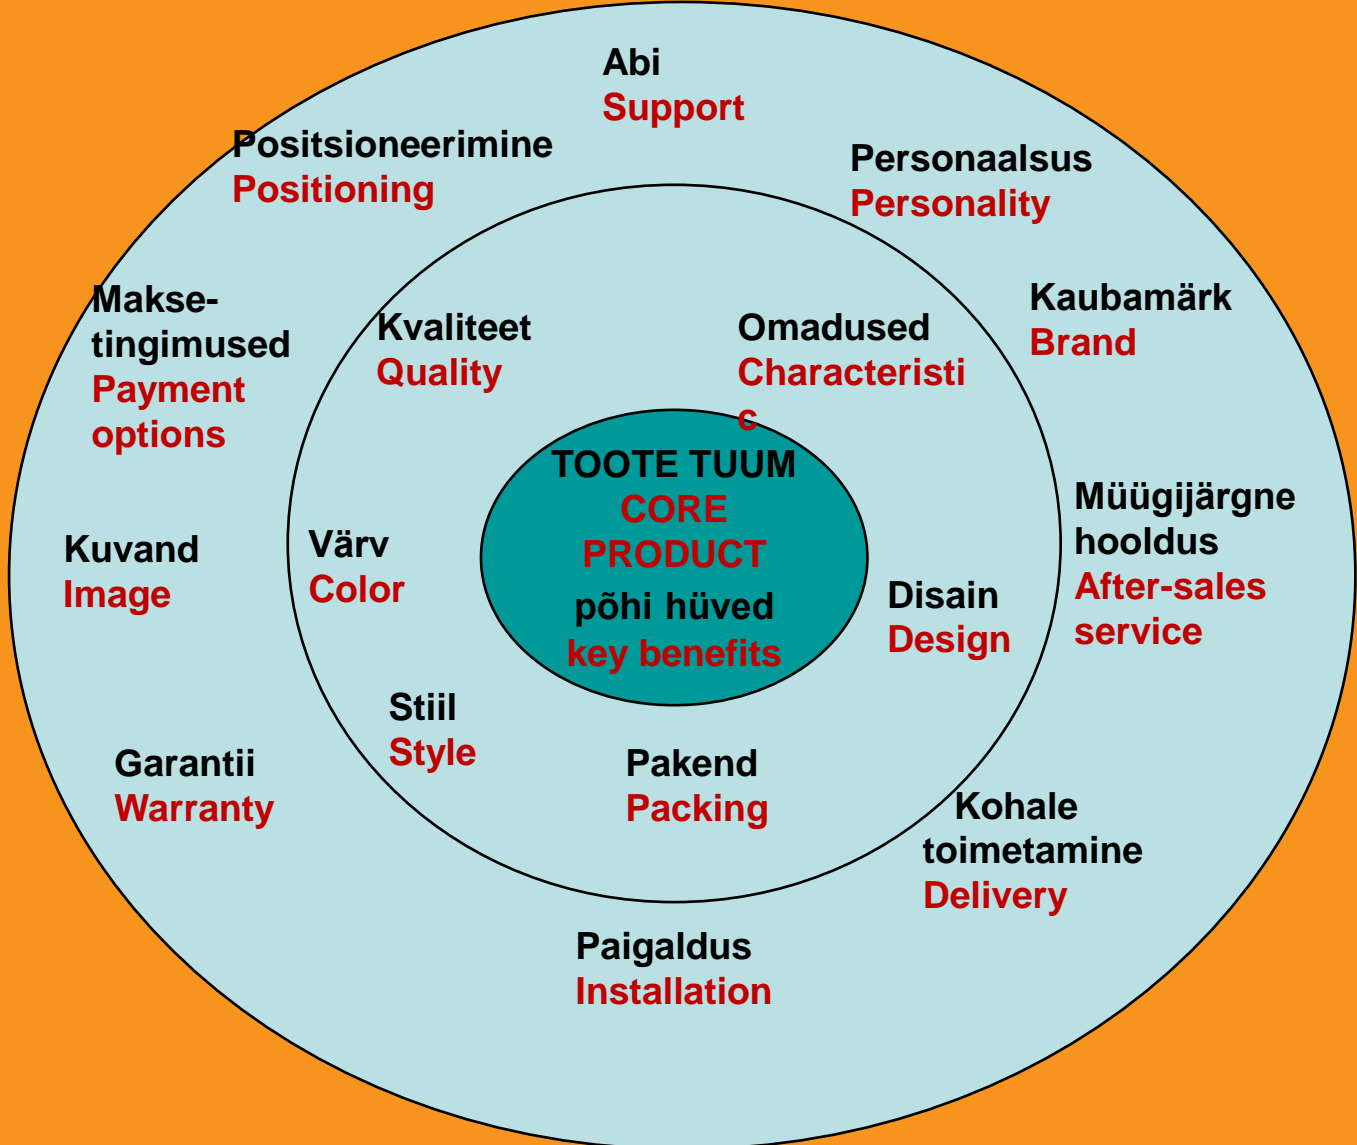 Abi
Support
Positsioneerimine
Positioning
Personaalsus
Personality
Makse-
tingimused
Payment
options
Kvaliteet
Quality
Omadused
Characteristi
c
Kaubamärk
Brand
TOOTE TUUM
CORE
PRODUCT
põhi hüved
key benefits
Kuvand
Image
Värv
Color
Disain
Design
Müügijärgne
hooldus
After-sales
service
Stiil
Style
Garantii
Warranty
Pakend
Packing
Kohale
toimetamine
Delivery
Paigaldus
Installation